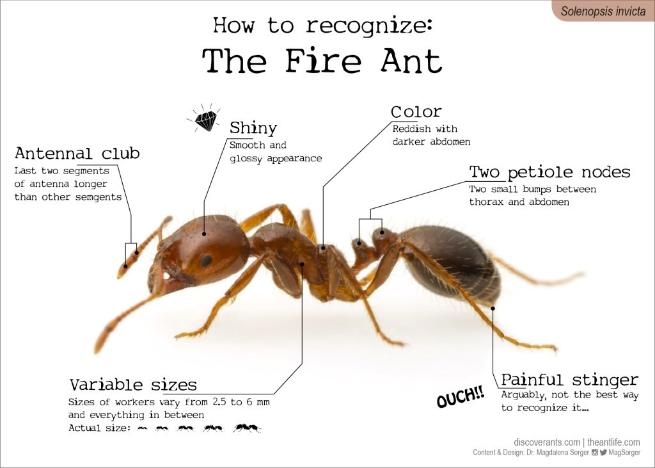 Solenopsis invicta
How to recognize:
The Fire Ant
Color
Reddish with
darker abdomen
Shiny
Smooth and
glossy appearance
Antennal club
Last two segments
of antenna longer
than other semgents
Two petiole nodes
Two small bumps between
thorax and abdomen
Variable sizes
Sizes of workers vary from 2.5 to 6 mm
and everything in between
Actual size:
OUCH!!
Painful stinger
Arguably, not the best way
to recognize it...
discoverants.com | theantlife.com
Content & Design: Dr. Magdalena Sorger MagSorger